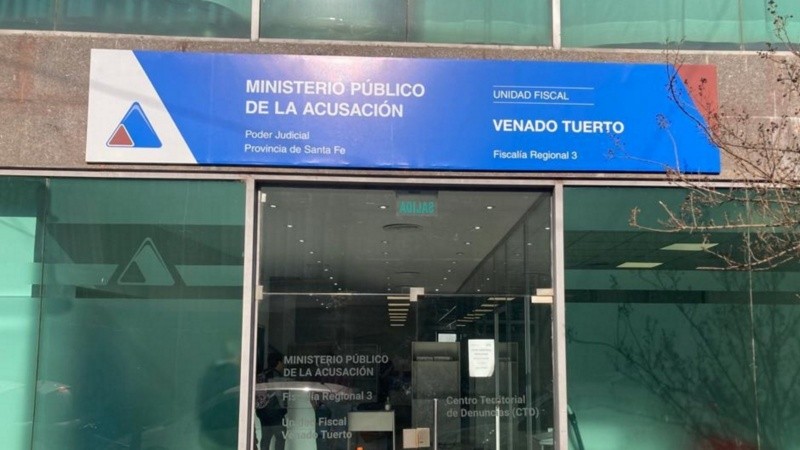 MINISTERIO PÚBLICO
DE LA ACUSACIÓN
Poder Judicial
Provincia de Santa Fe
UNIDAD FISCAL
VENADO TUERTO
Fiscalía Regional 3
SALIDA
MINISTERIO PÚBLICO
DE LA ACUSACIÓN
Fiscalía Regional 3
Unidad Fiscal
Venado Tuerto
Centro Territorial
de Denuncias (CTD)